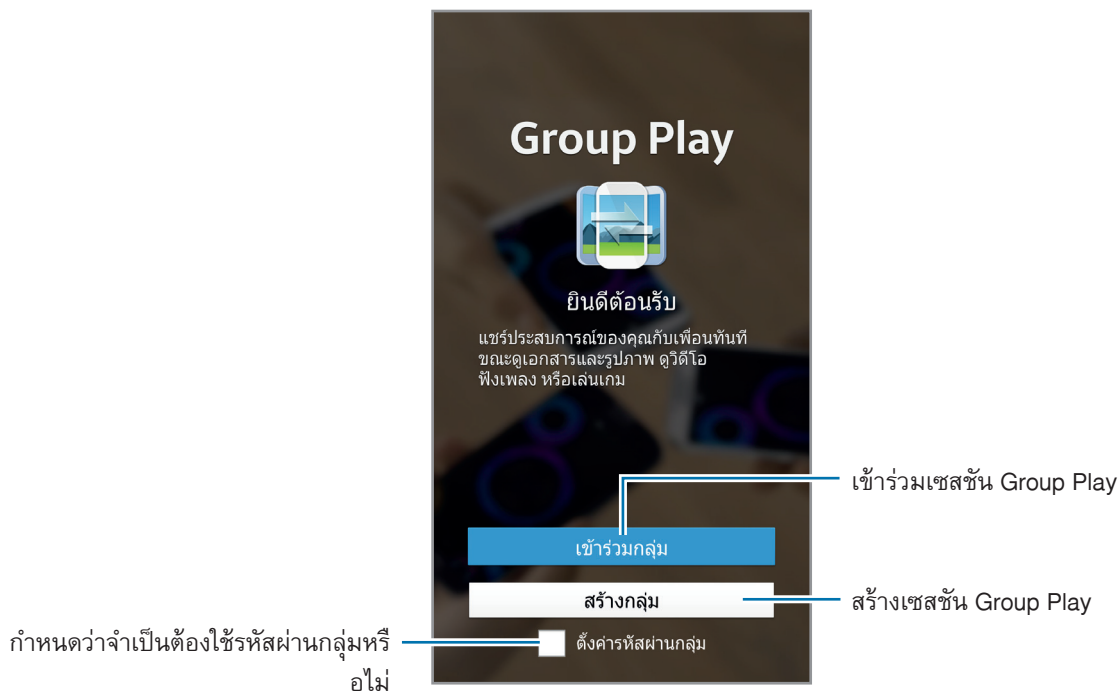 Group Play
ยินดีต้อนรับ
แชร์ประสบการณ์ของคุณกับเพื่อนทันที
ขณะดูเอกสารและรูปภาพ ดูวิดีโอ
ฟังเพลง หรือเล่นเกม
เข้าร่วมเซสชัน Group Play
เข้าร่วมกลุ่ม
สร้างกลุ่ม
สร้างเซสชัน Group Play
กำหนดว่าจำเป็นต้องใช้รหัสผ่านกลุ่มหรื
อไม่
ตั้งค่ารหัสผ่านกลุ่ม